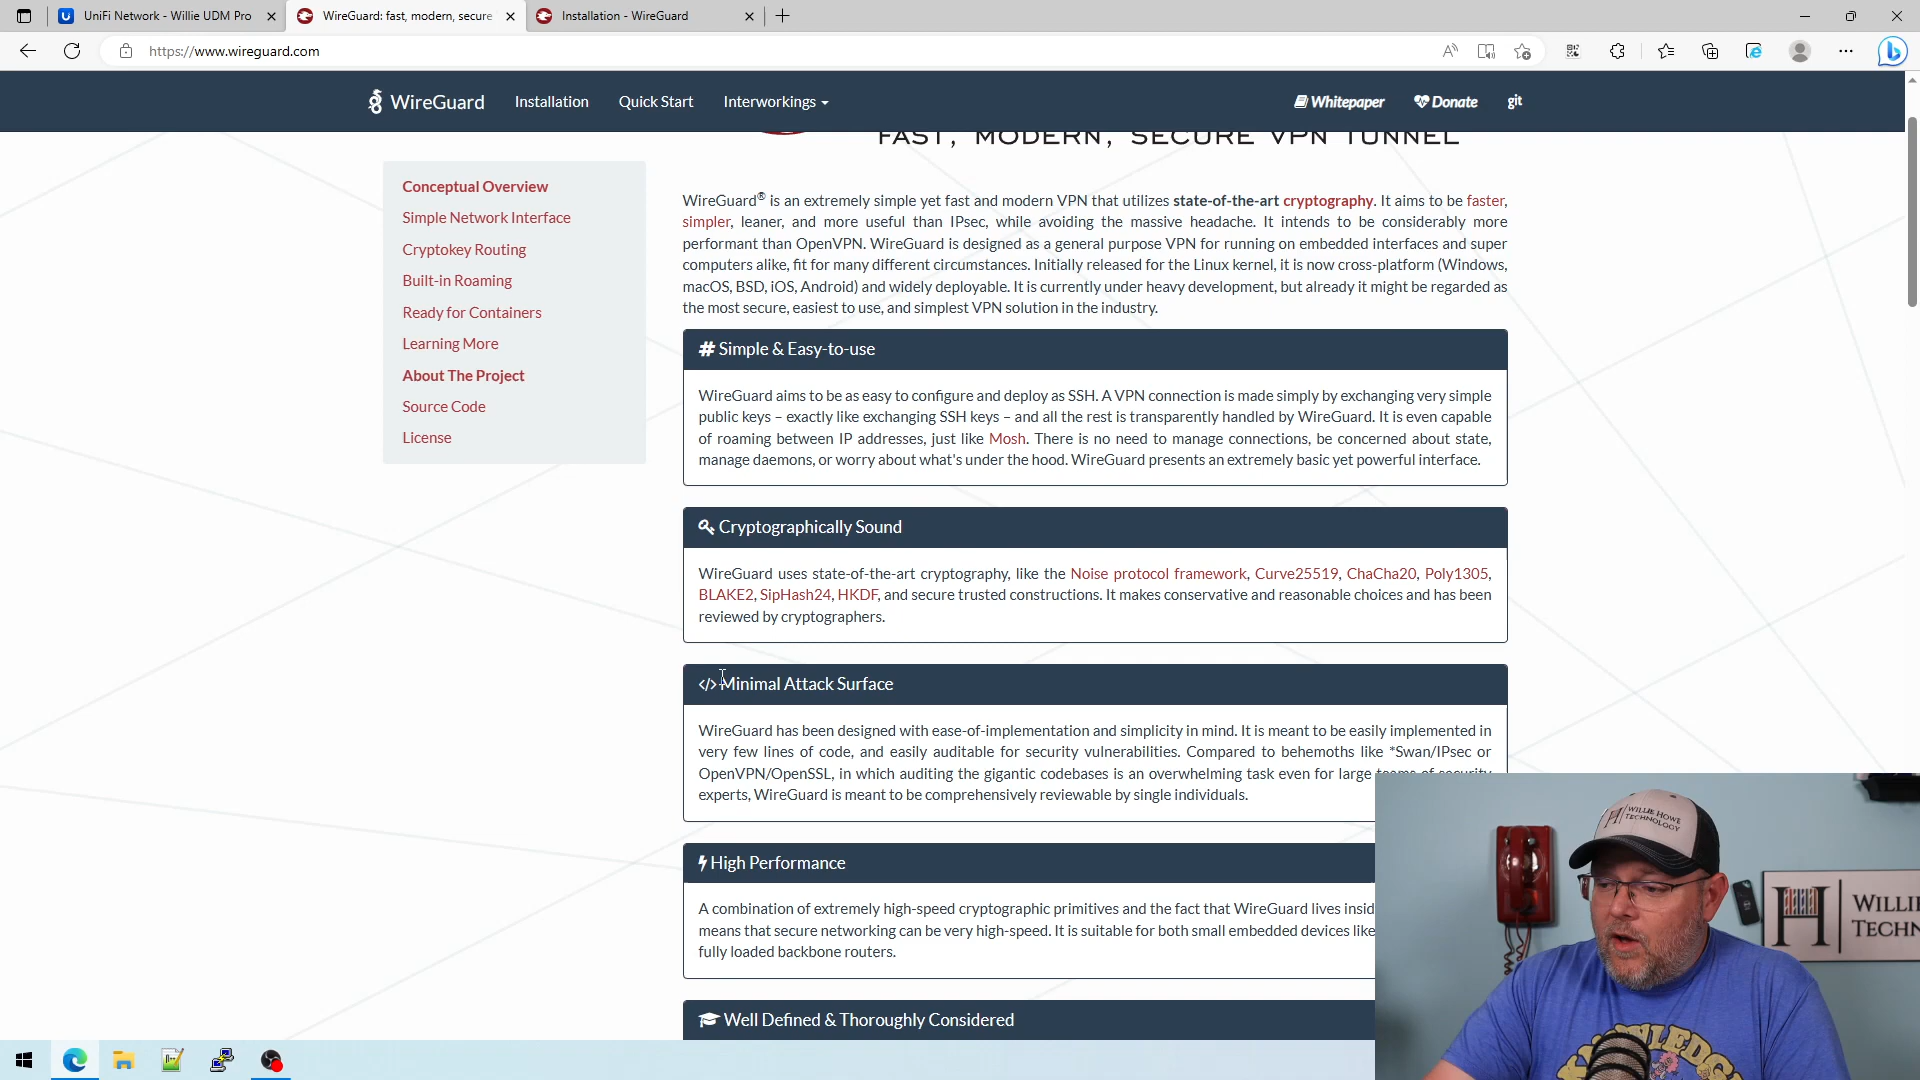 UniFi Network - Willie UDM Pro
WireGuard: fast, modern, secure
Installation - WireGuard
https://www.wireguard.com
WireGuard
Installation
Quick Start
Interworkings
Whitepaper
Donate
git
FAST, MODERN, SECURE VPN TUNNEL
Conceptual Overview
Simple Network Interface
Cryptokey Routing
Built-in Roaming
Ready for Containers
Learning More
About The Project
Source Code
License
WireGuard® is an extremely simple yet fast and modern VPN that utilizes state-of-the-art cryptography. It aims to be faster,
simpler, leaner, and more useful than IPsec, while avoiding the massive headache. It intends to be considerably more
performant than OpenVPN. WireGuard is designed as a general purpose VPN for running on embedded interfaces and super
computers alike, fit for many different circumstances. Initially released for the Linux kernel, it is now cross-platform (Windows,
macOS, BSD, iOS, Android) and widely deployable. It is currently under heavy development, but already it might be regarded as
the most secure, easiest to use, and simplest VPN solution in the industry.
# Simple & Easy-to-use
WireGuard aims to be as easy to configure and deploy as SSH. A VPN connection is made simply by exchanging very simple
public keys – exactly like exchanging SSH keys – and all the rest is transparently handled by WireGuard. It is even capable
of roaming between IP addresses, just like Mosh. There is no need to manage connections, be concerned about state,
manage daemons, or worry about what's under the hood. WireGuard presents an extremely basic yet powerful interface.
Cryptographically Sound
WireGuard uses state-of-the-art cryptography, like the Noise protocol framework, Curve25519, ChaCha20, Poly1305,
BLAKE2, SipHash24, HKDF, and secure trusted constructions. It makes conservative and reasonable choices and has been
reviewed by cryptographers.
</> Minimal Attack Surface
WireGuard has been designed with ease-of-implementation and simplicity in mind. It is meant to be easily implemented in
very few lines of code, and easily auditable for security vulnerabilities. Compared to behemoths like *Swan/IPsec or
OpenVPN/OpenSSL, in which auditing the gigantic codebases is an overwhelming task even for large teams of security
experts, WireGuard is meant to be comprehensively reviewable by single individuals.
High Performance
A combination of extremely high-speed cryptographic primitives and the fact that WireGuard lives insid
means that secure networking can be very high-speed. It is suitable for both small embedded devices like
fully loaded backbone routers.
Well Defined & Thoroughly Considered
WILLIE HOWE
TECHNOLOGY
H
WILLI
TECHN